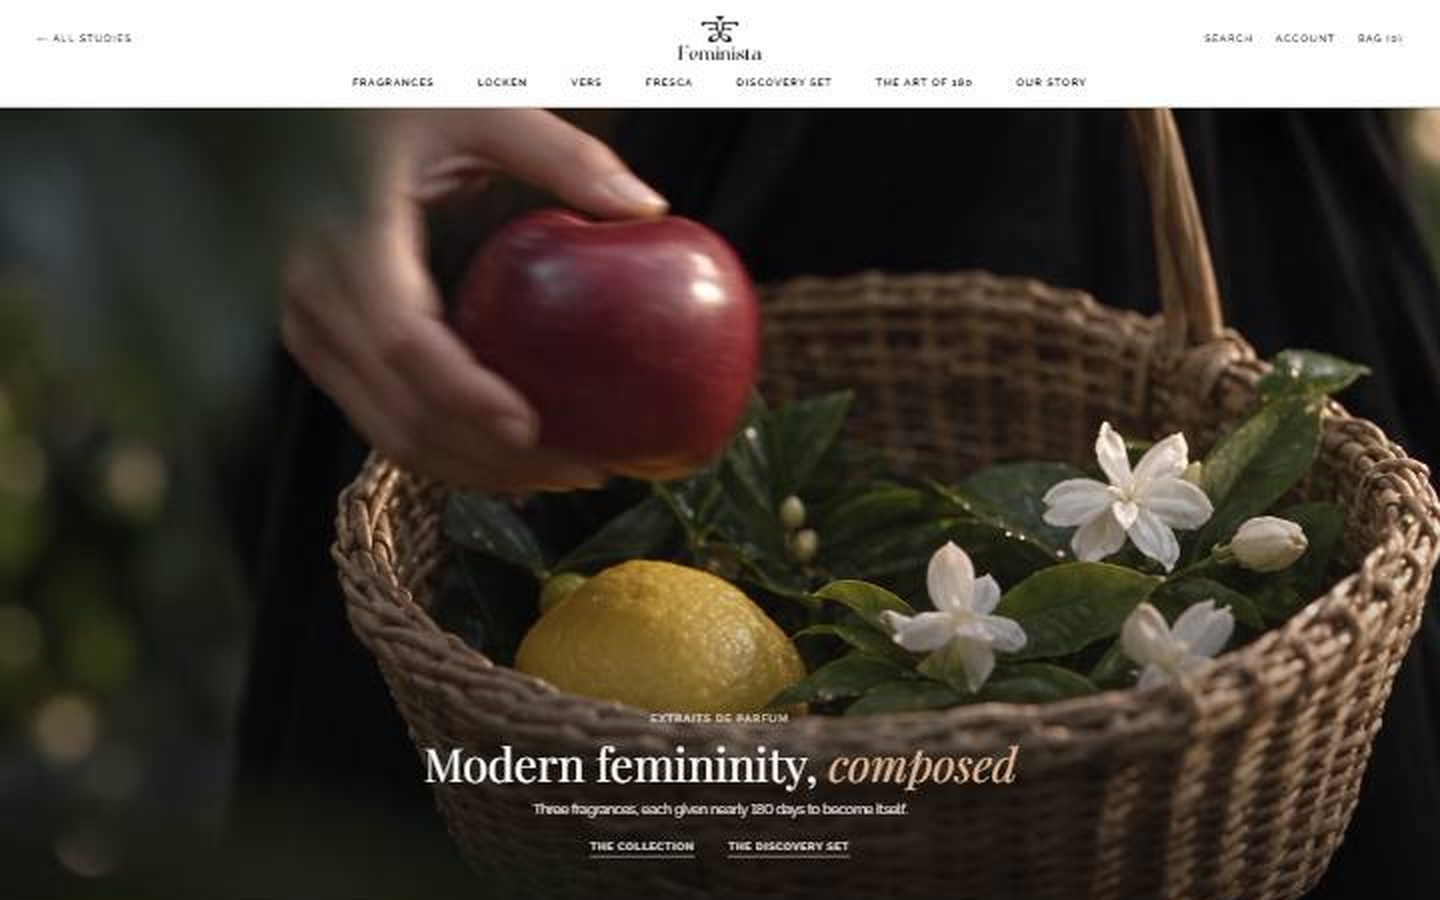 ← ALL STUDIES
Feminista
SEARCH ACCOUNT BAG (0)
FRAGRANCES LOCKEN VERS FRESCA DISCOVERY SET THE ART OF 180 OUR STORY
EXTRAITS DE PARFUM
Modern femininity, composed
Three fragrances, each given nearly 180 days to become itself.
THE COLLECTION THE DISCOVERY SET